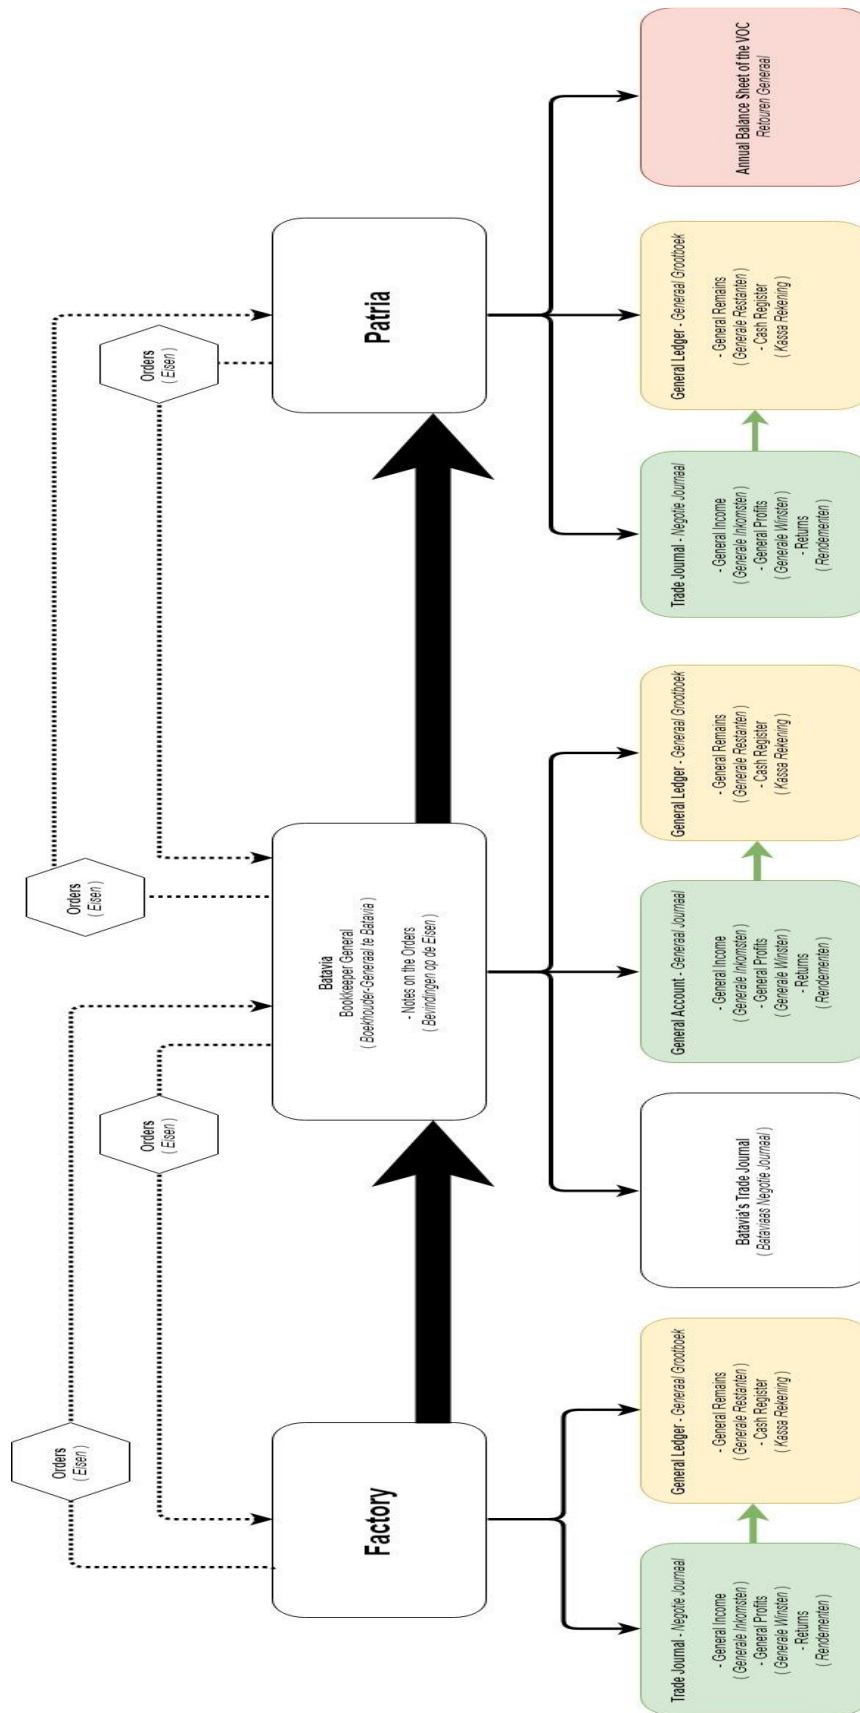 Orders
( Eisen )
Orders
( Eisen )
Orders
( Eisen )
Orders
( Eisen )
Factory
Batavia
Bookkeeper General
( Boekhouder-Generaal te Batavia )
- Notes on the Orders
( Bevindingen op de Eisen )
Patria
Trade Journal - Negotie Journaal
- General Income
( Generale Inkomsten )
- General Profits
( Generale Winsten )
- Returns
( Rendementen )
General Ledger - Generaal Grootboek
- General Remains
( Generale Restanten )
- Cash Register
( Kassa Rekening )
Batavia's Trade Journal
( Bataviaas Negotie Journaal )
General Account - Generaal Journaal
- General Income
( Generale Inkomsten )
- General Profits
( Generale Winsten )
- Returns
( Rendementen )
General Ledger - Generaal Grootboek
- General Remains
( Generale Restanten )
- Cash Register
( Kassa Rekening )
Trade Journal - Negotie Journaal
- General Income
( Generale Inkomsten )
- General Profits
( Generale Winsten )
- Returns
( Rendementen )
General Ledger - Generaal Grootboek
- General Remains
( Generale Restanten )
- Cash Register
( Kassa Rekening )
Annual Balance Sheet of the VOC
Retouren Generaal